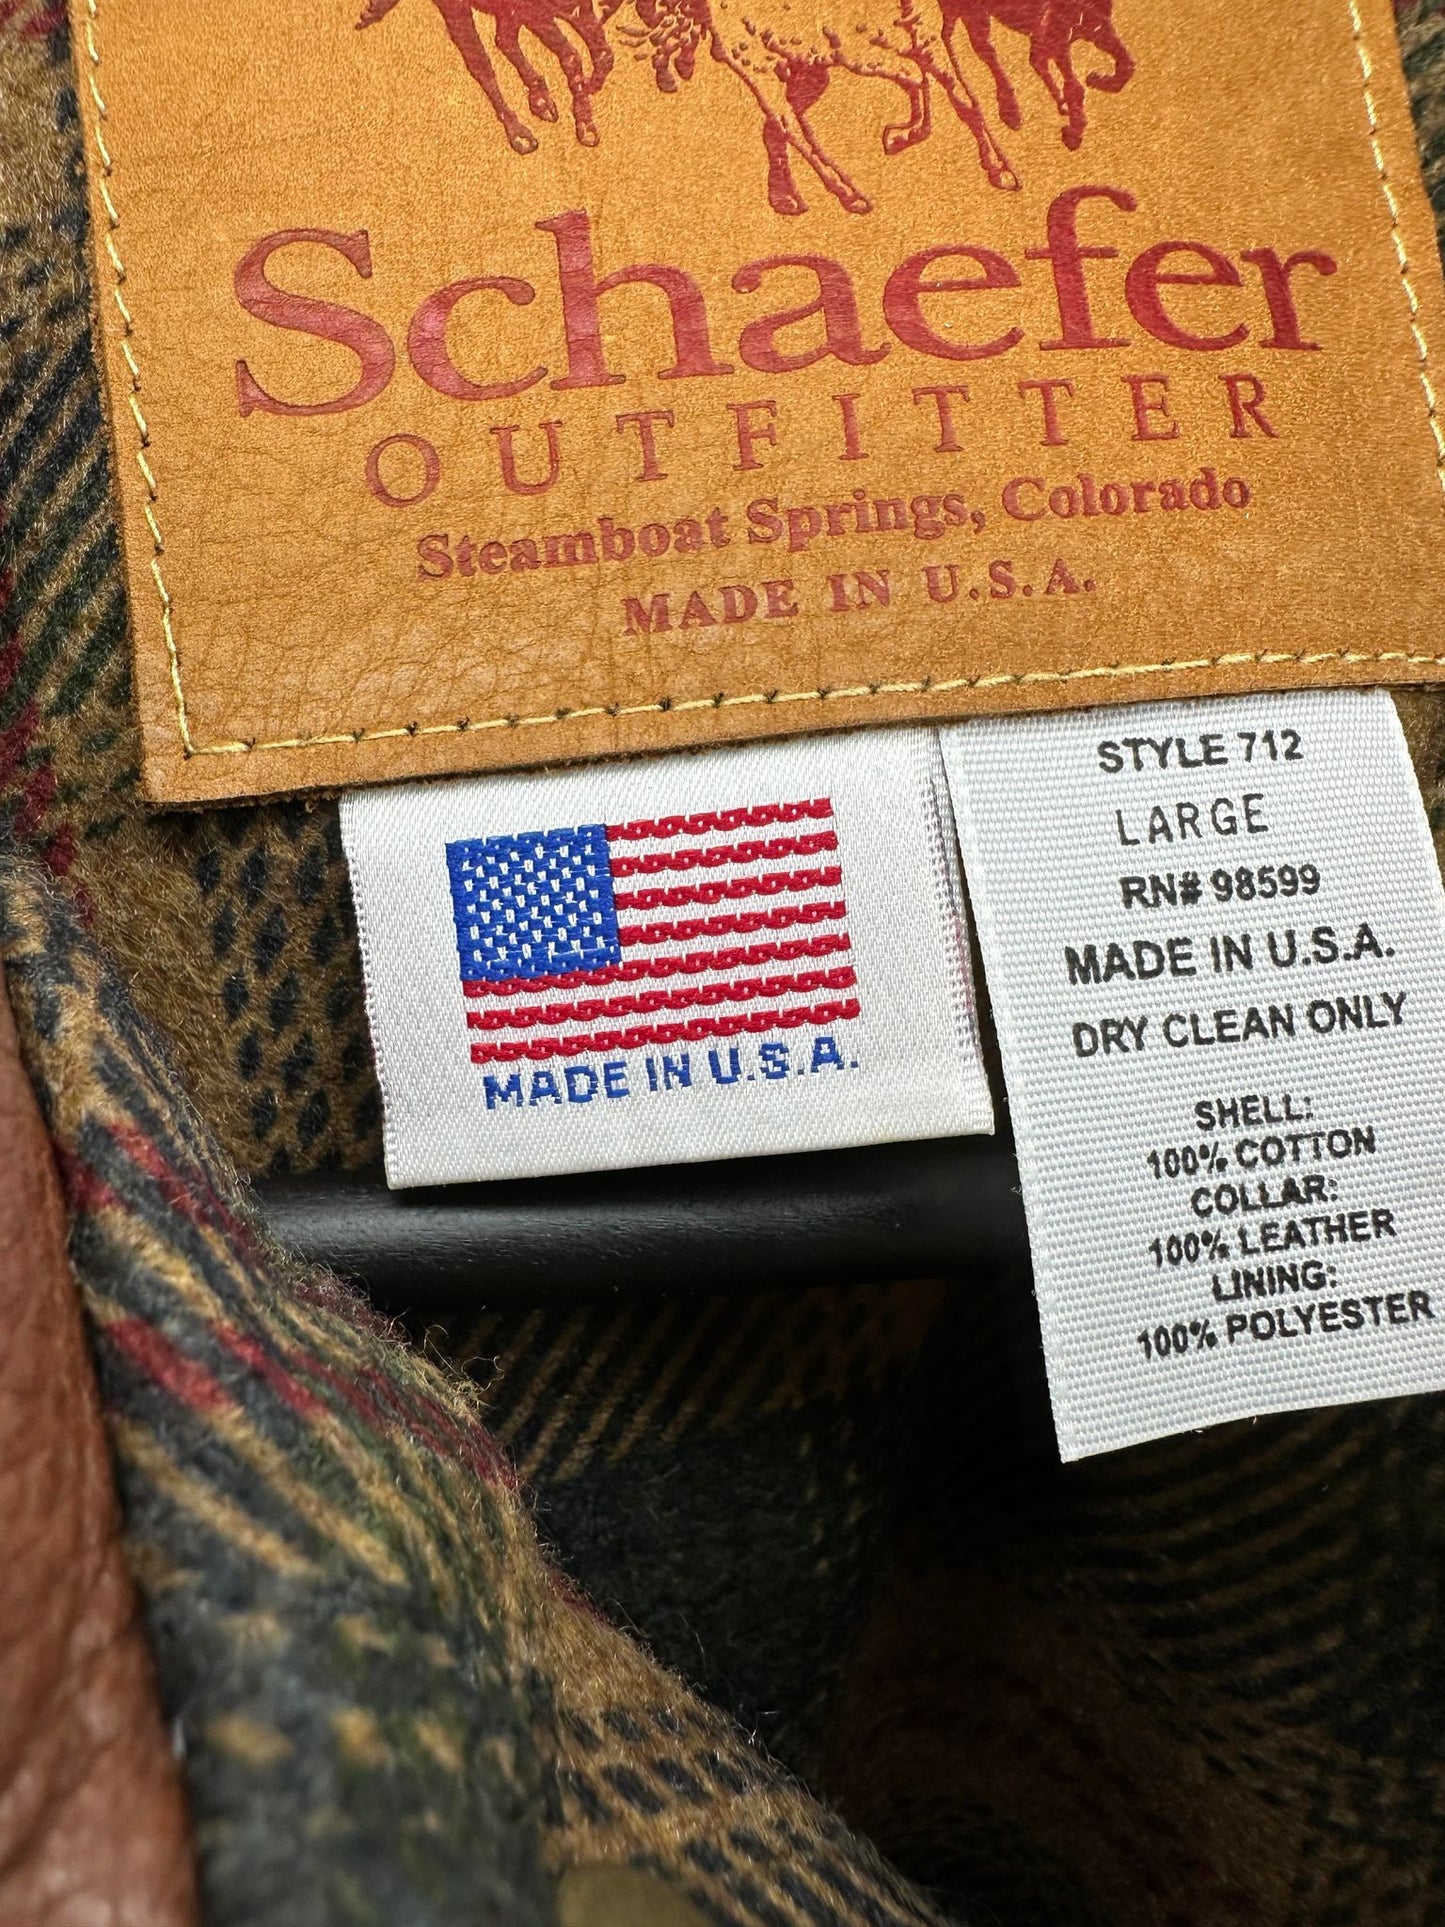 Schaefer
OUTFITTER
Steamboat Springs, Colorado
MADE IN U.S.A.
MADE IN U.S.A.
STYLE 712
LARGE
RN# 98599
MADE IN U.S.A.
DRY CLEAN ONLY
SHELL:
100% COTTON
COLLAR:
100% LEATHER
LINING:
100% POLYESTER